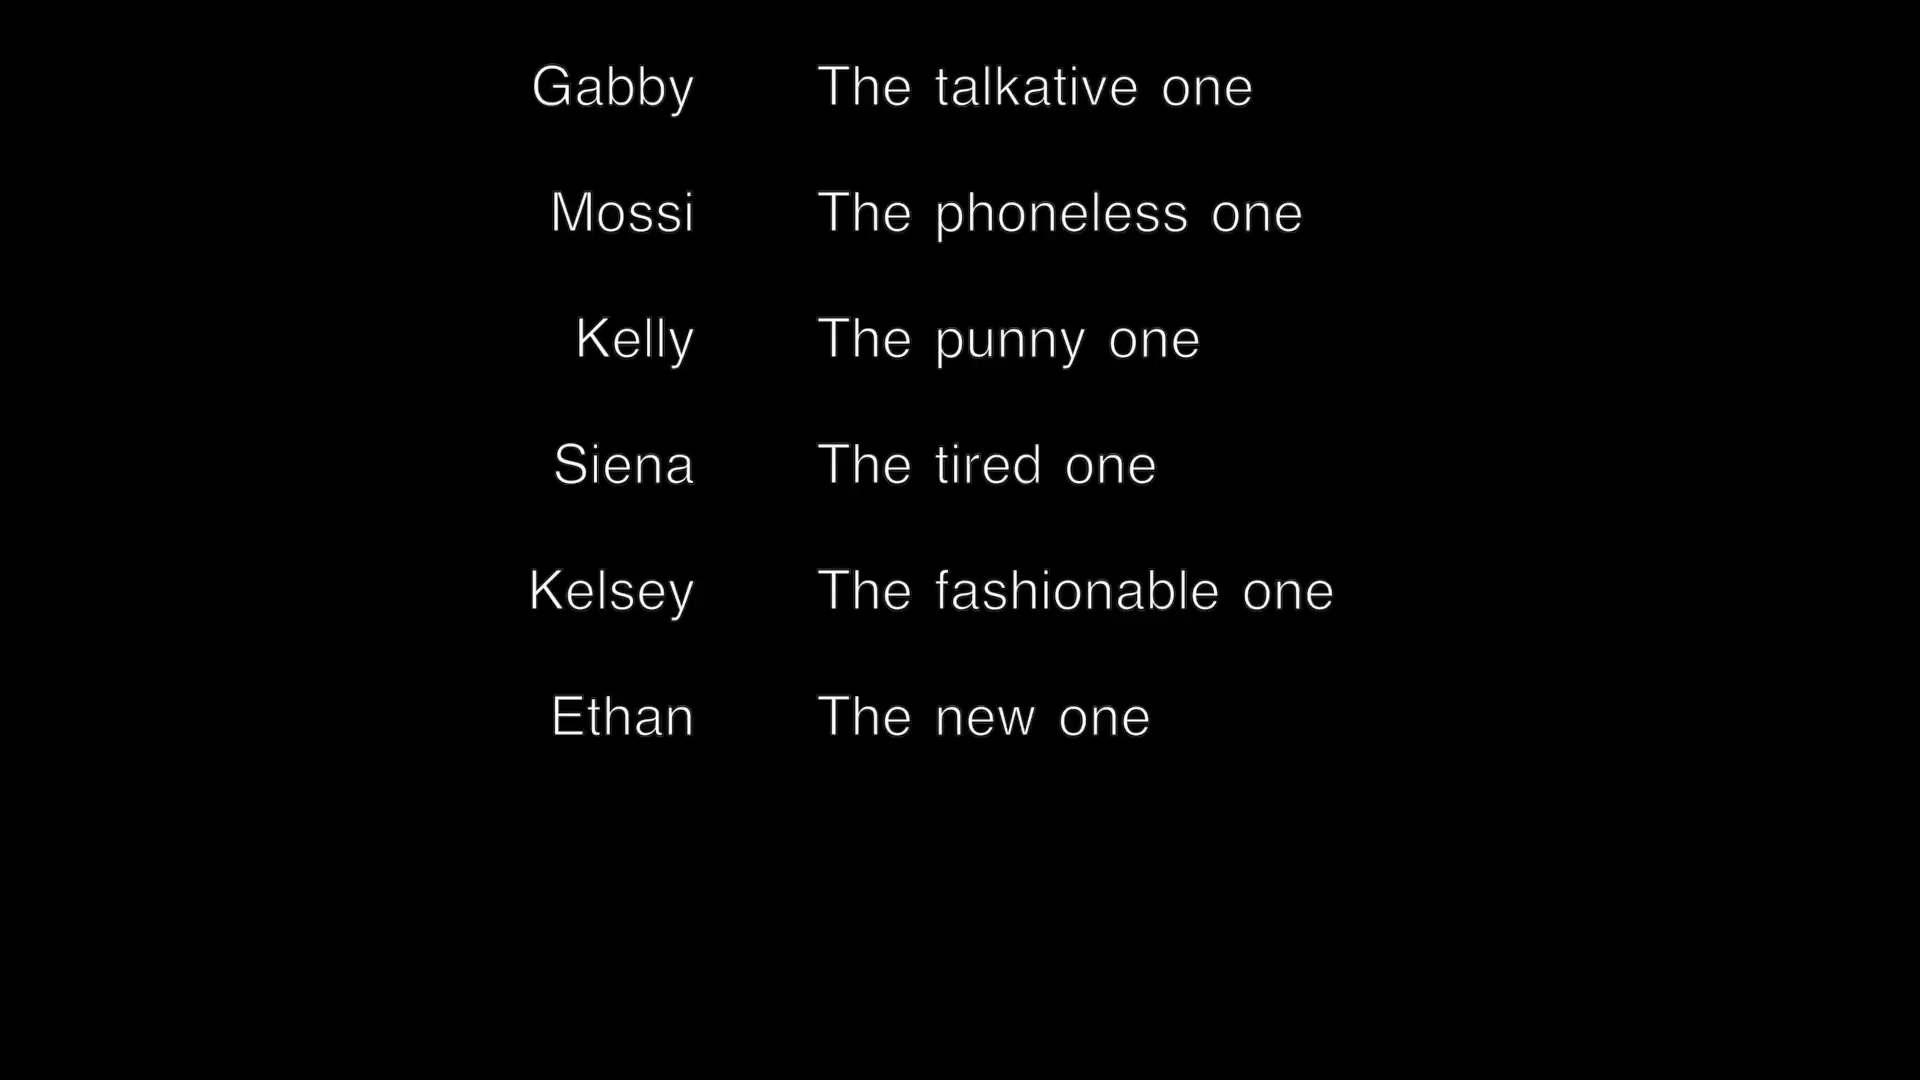 Gabby The talkative one
Mossi The phoneless one
Kelly The punny one
Siena The tired one
Kelsey The fashionable one
Ethan The new one